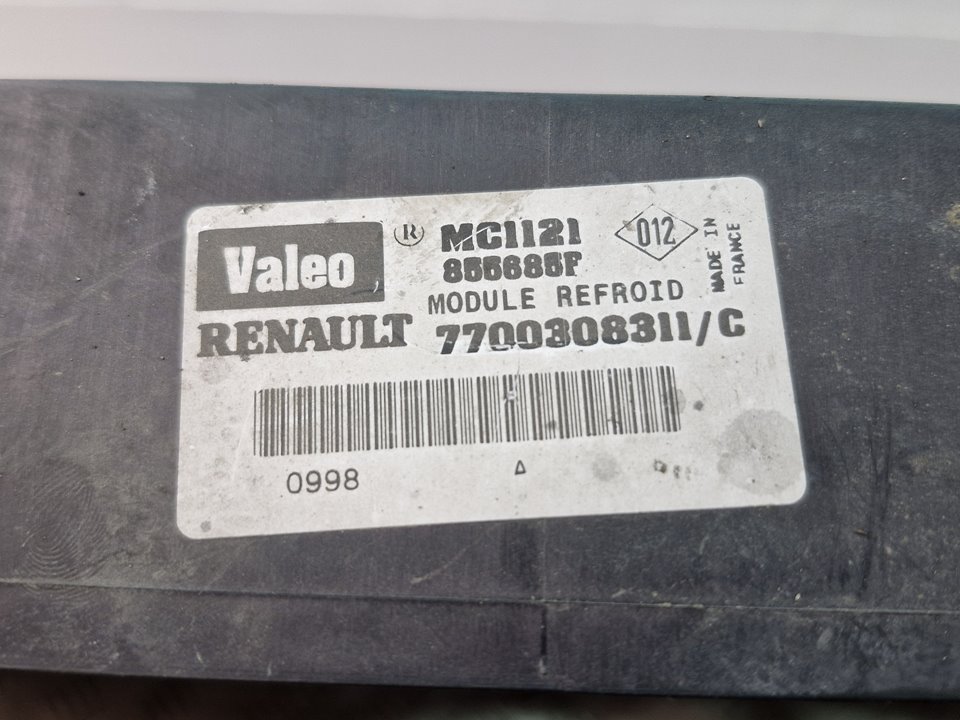 Valeo ® MC1121 012
855685F
MODULE REFROID
MADE IN
FRANCE
RENAULT 7700308311/C
0998